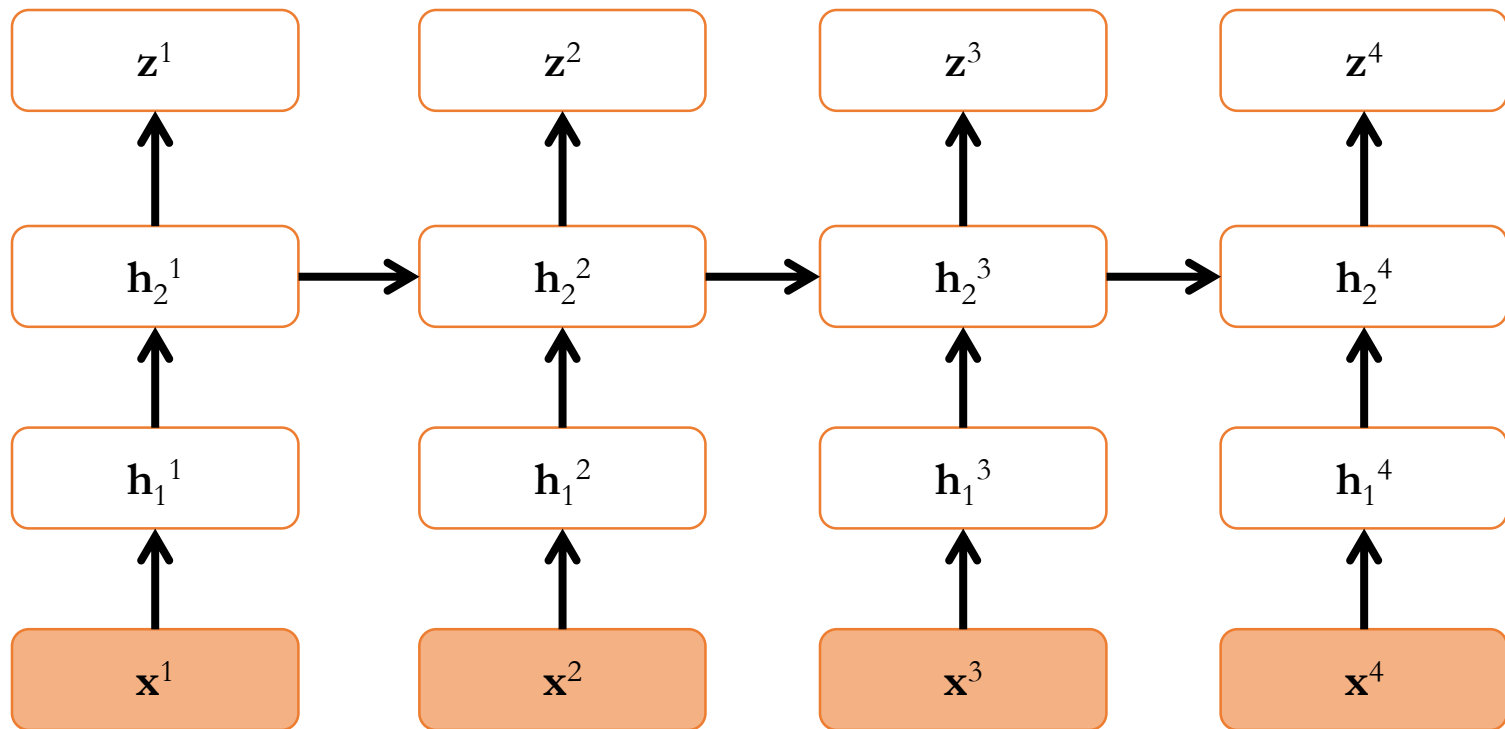 z¹ z² z³ z⁴
h₂¹ h₂² h₂³ h₂⁴
h₁¹ h₁² h₁³ h₁⁴
x¹ x² x³ x⁴